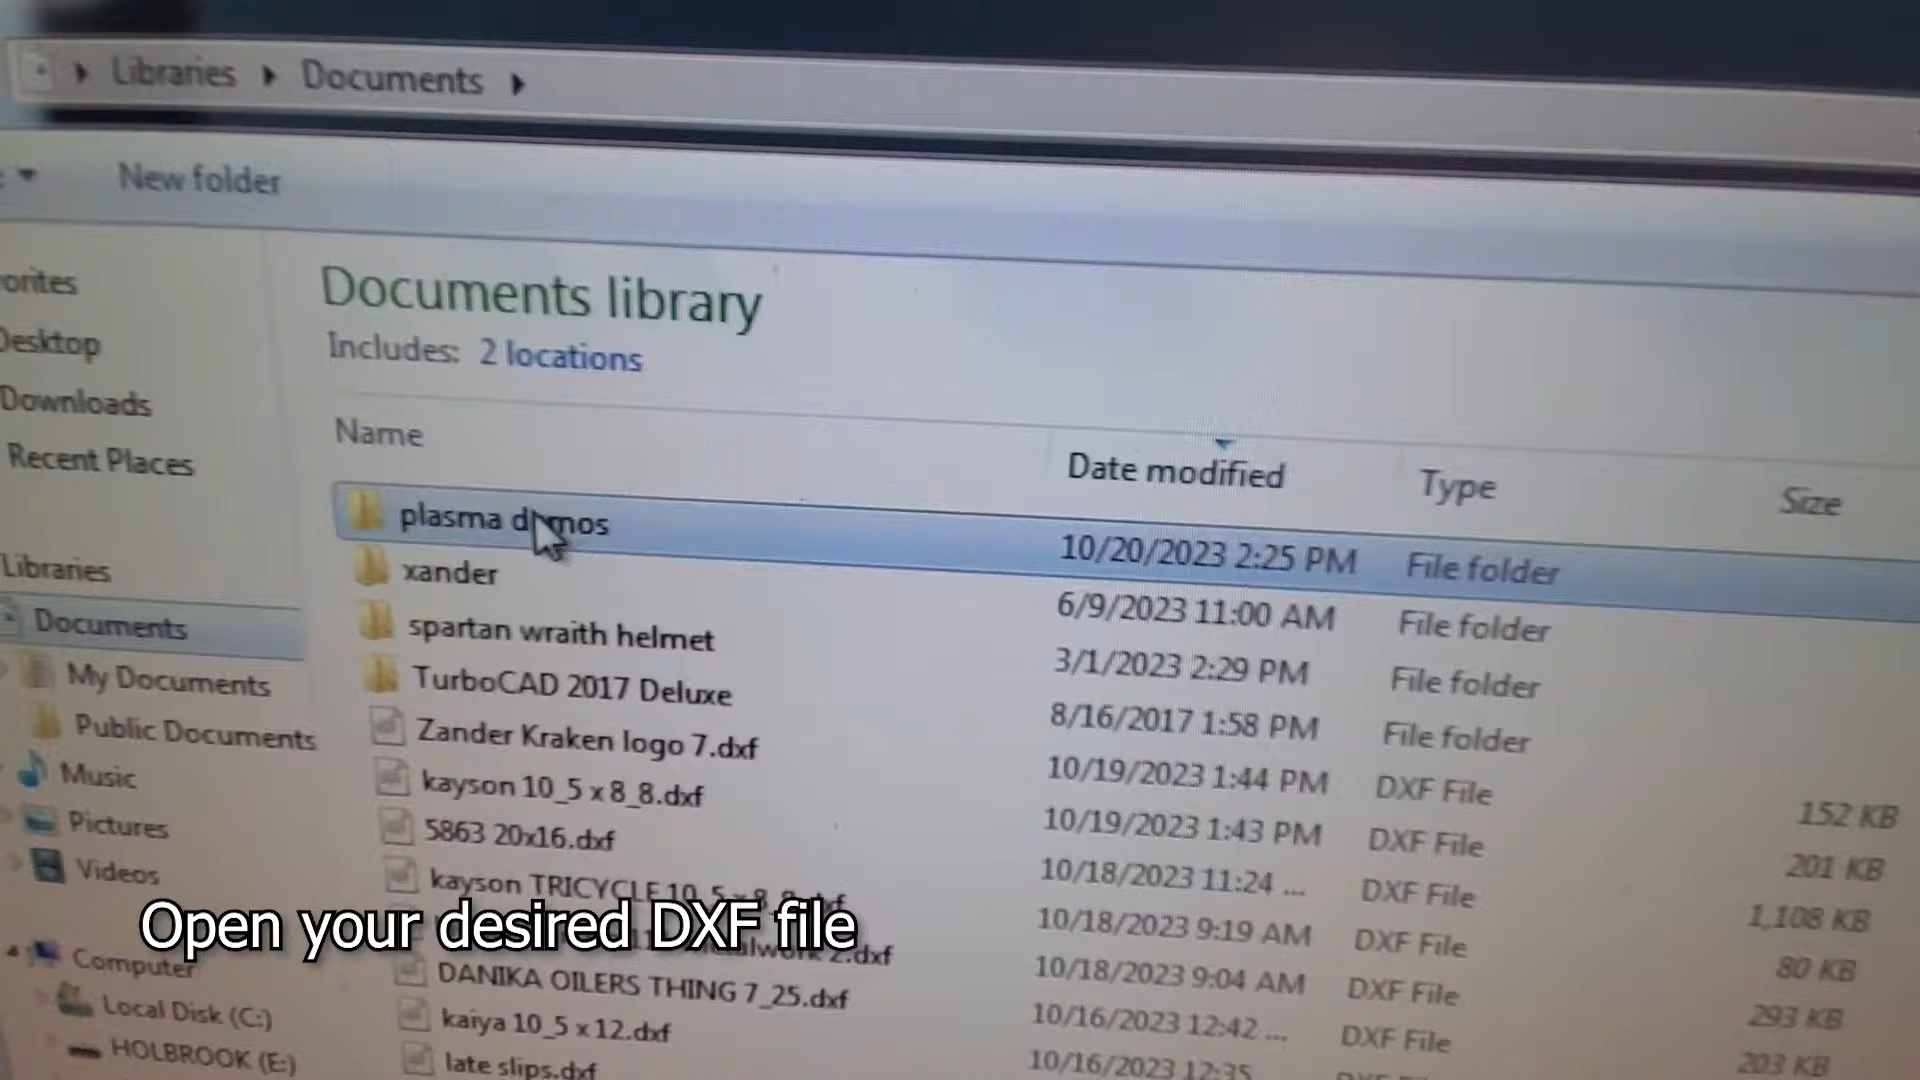 Libraries Documents
New folder
orites
Desktop
Downloads
Recent Places
Libraries
Documents
My Documents
Public Documents
Music
Pictures
Videos
Computer
Local Disk (C:)
HOLBROOK (E:)
Documents library
Includes: 2 locations
Name Date modified Type Size
plasma demos 10/20/2023 2:25 PM File folder
xander 6/9/2023 11:00 AM File folder
spartan wraith helmet 3/1/2023 2:29 PM File folder
TurboCAD 2017 Deluxe 8/16/2017 1:58 PM File folder
Zander Kraken logo 7.dxf 10/19/2023 1:44 PM DXF File 152 KB
kayson 10_5 x 8_8.dxf 10/19/2023 1:43 PM DXF File 201 KB
5863 20x16.dxf 10/18/2023 11:24 ... DXF File 1,108 KB
kayson TRICYCLE 10_5 x 8_8.dxf 10/18/2023 9:19 AM DXF File 80 KB
2.dxf 10/18/2023 9:04 AM DXF File 293 KB
DANIKA OILERS THING 7_25.dxf 10/16/2023 12:42 ... DXF File 203 KB
kaiya 10_5 x 12.dxf 10/16/2023 12:35
late slips.dxf
Open your desired DXF file